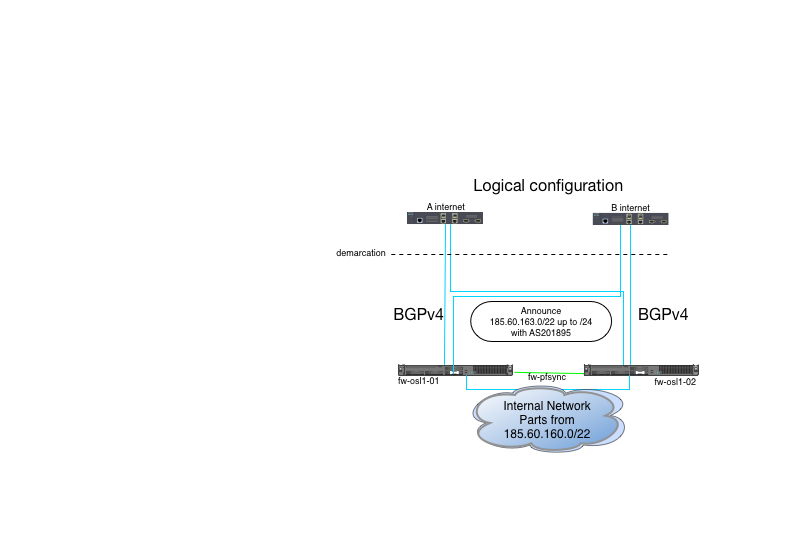 Logical configuration
A internet
B internet
demarcation
BGPv4
Announce
185.60.163.0/22 up to /24
with AS201895
BGPv4
fw-osl1-01
fw-pfsync
fw-osl1-02
Internal Network
Parts from
185.60.160.0/22